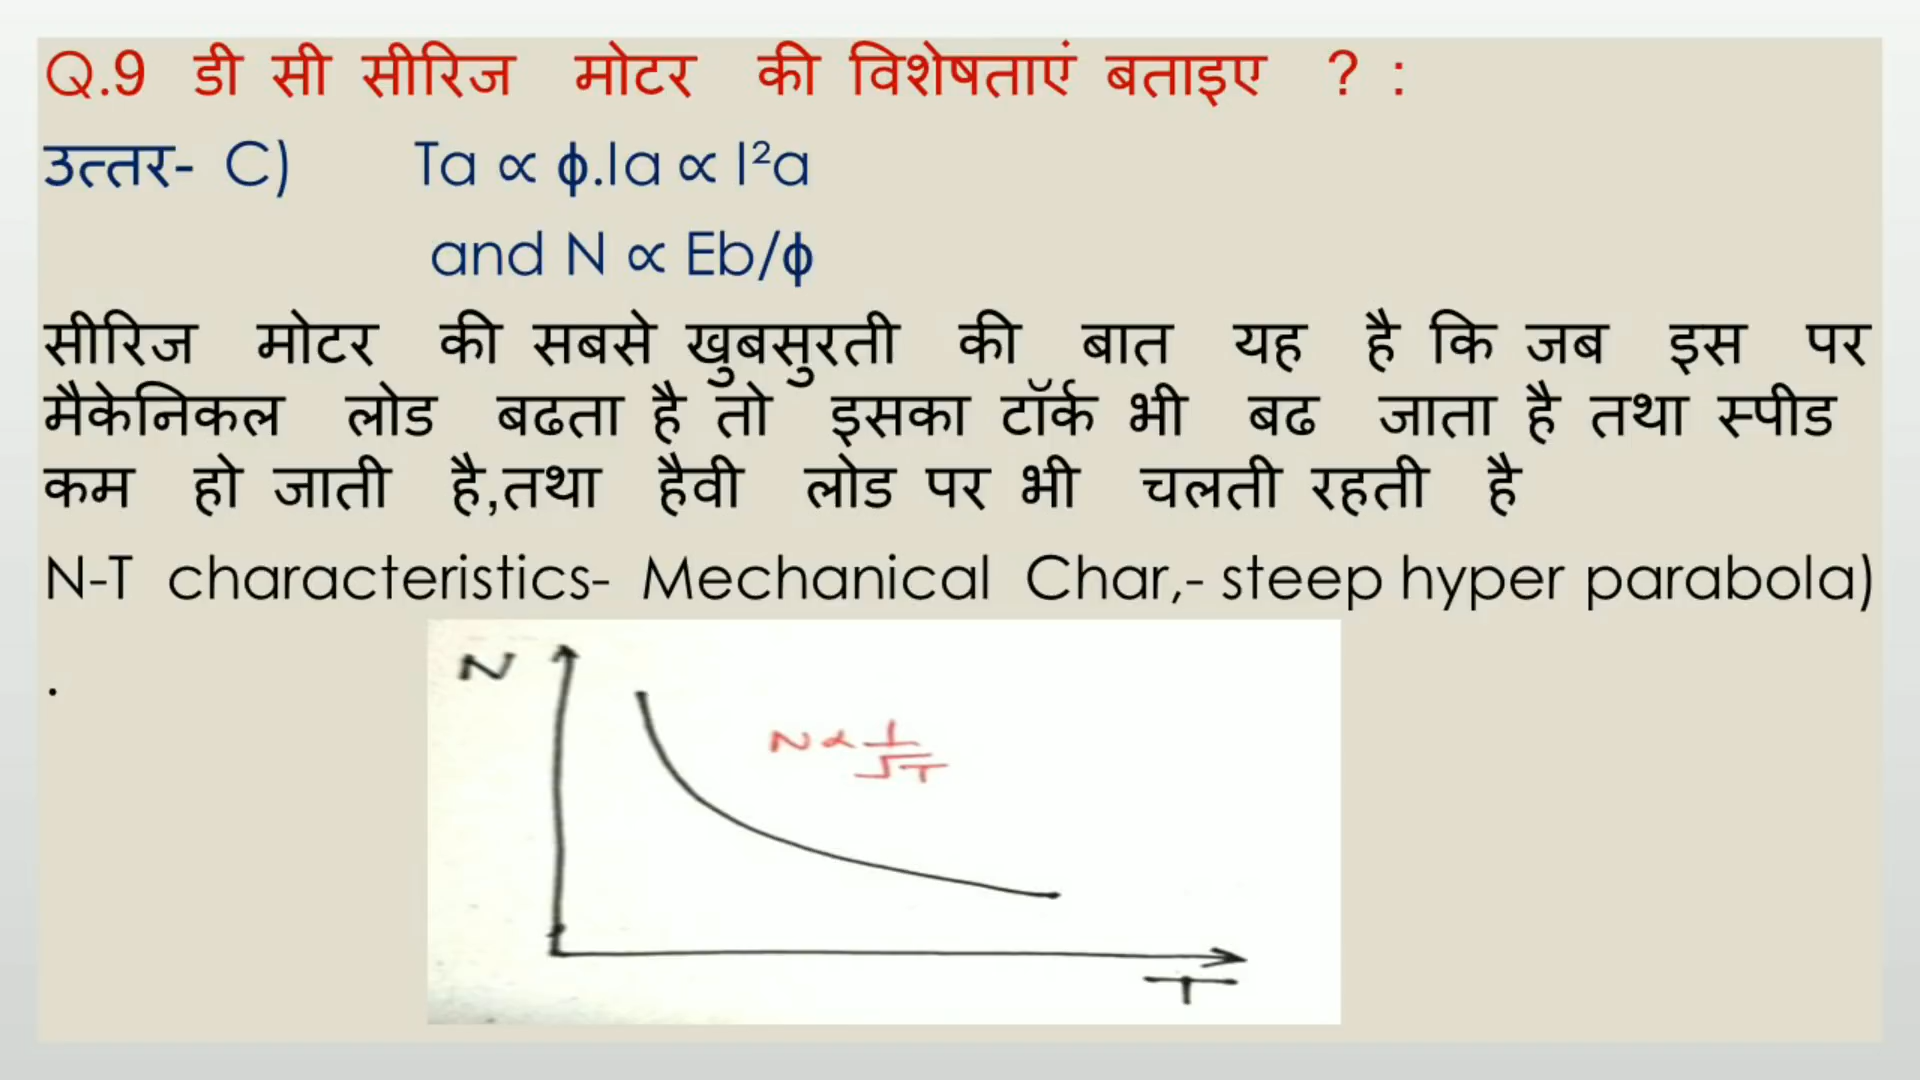 Q.9 डी सी सीरिज मोटर की विशेषताएं बताइए ? :
उत्तर- C) Ta ∝ ϕ.Ia ∝ I²a
and N ∝ Eb/ϕ
सीरिज मोटर की सबसे खुबसुरती की बात यह है कि जब इस पर
मैकेनिकल लोड बढता है तो इसका टॉर्क भी बढ जाता है तथा स्पीड
कम हो जाती है,तथा हैवी लोड पर भी चलती रहती है
N-T characteristics- Mechanical Char,- steep hyper parabola)
.
N
N ∝ 1/√T
T